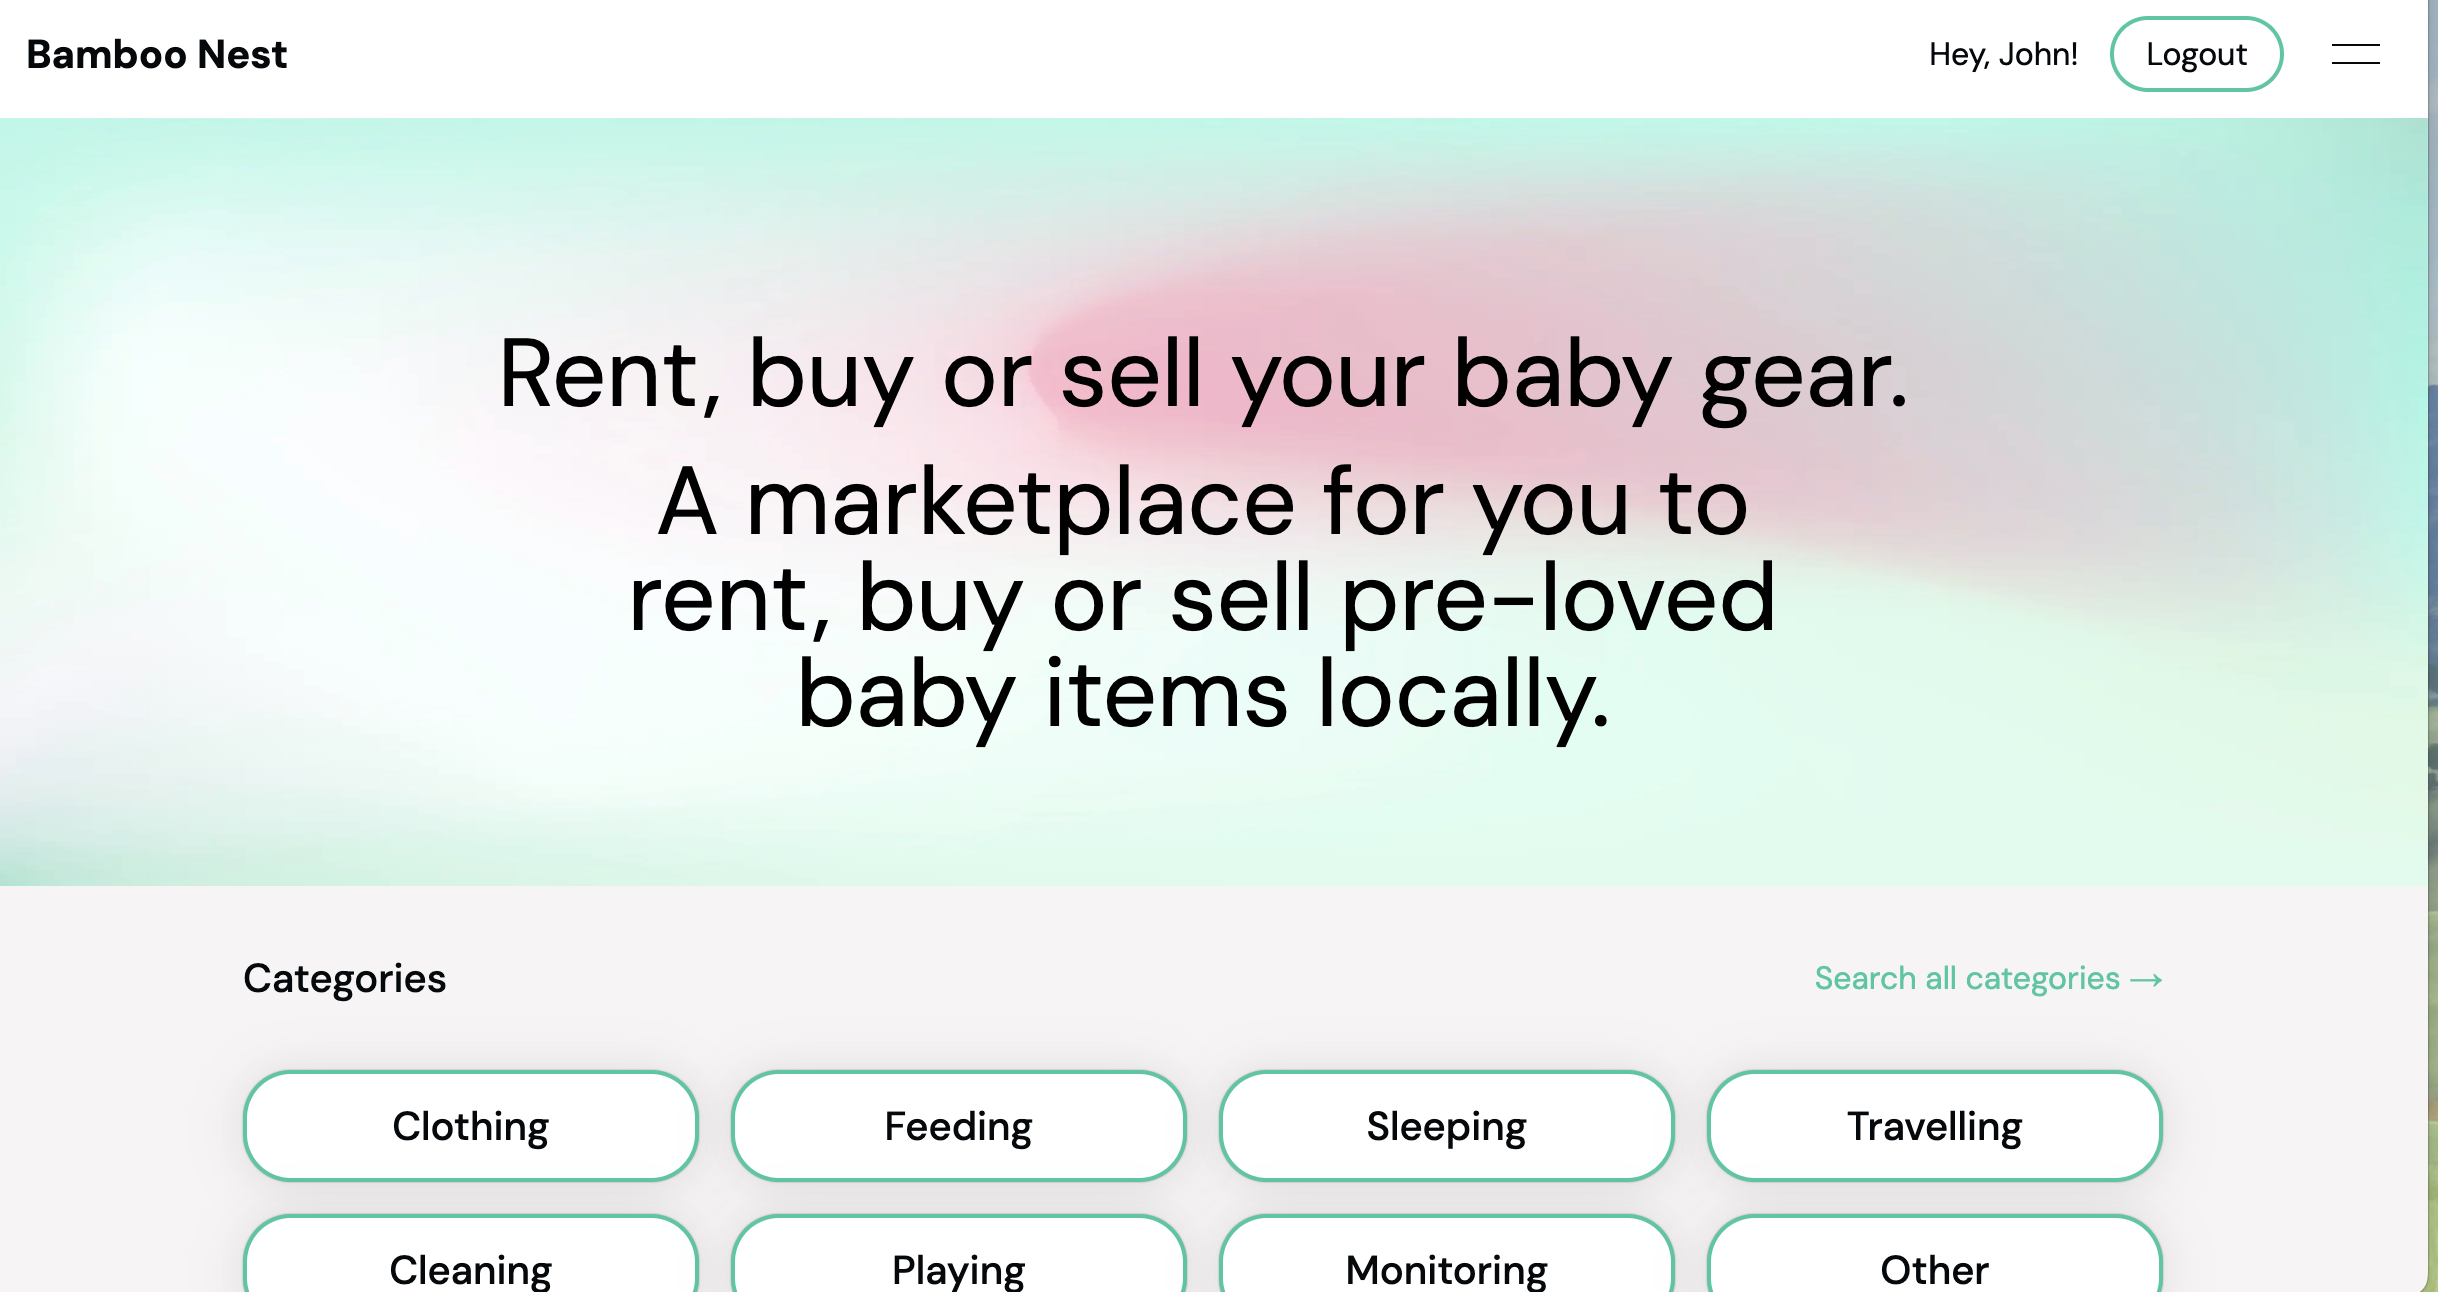 Bamboo Nest
Hey, John!
Logout
Rent, buy or sell your baby gear.
A marketplace for you to
rent, buy or sell pre-loved
baby items locally.
Categories
Search all categories →
Clothing
Feeding
Sleeping
Travelling
Cleaning
Playing
Monitoring
Other